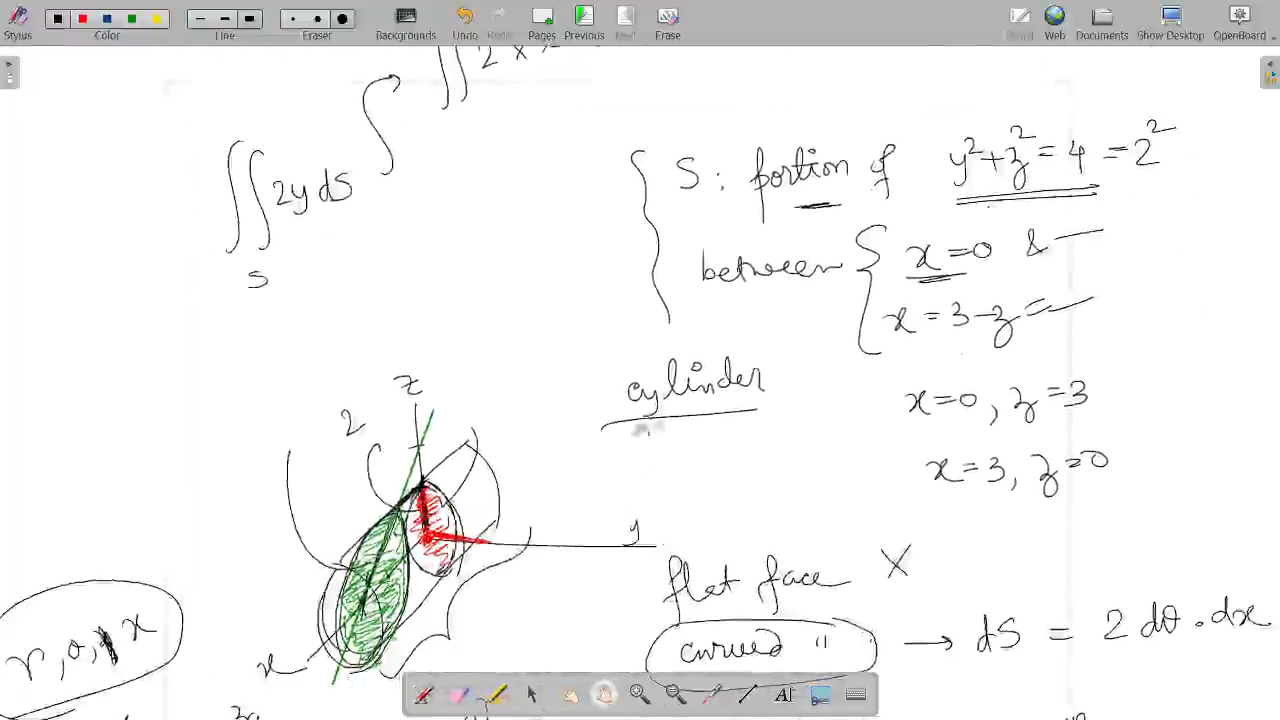 Stylus Color Line Eraser Backgrounds Undo Redo Pages Previous Next Erase Board Web Documents Show Desktop OpenBoard
∬ 2
∬ 2y dS
S
S : portion of y² + z² = 4 = 2²
between { x = 0 &
x = 3 - z
cylinder
x = 0, z = 3
x = 3, z = 0
z
2
y
x
flat face X
curved " → dS = 2 dθ . dx
r, θ, x